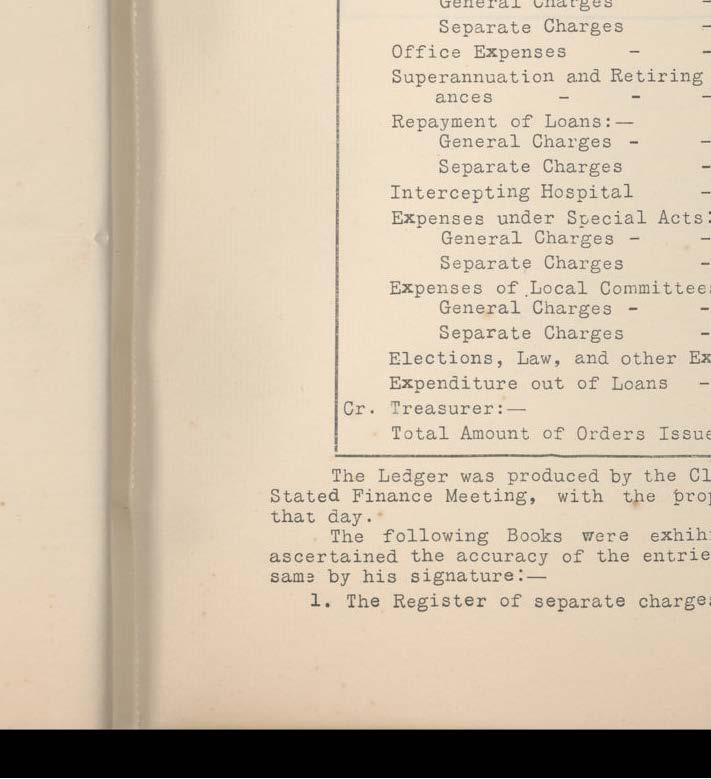 General Charges -
Separate Charges -
Office Expenses -
Superannuation and Retiring
ances - - -
Repayment of Loans:—
General Charges - -
Separate Charges -
Intercepting Hospital -
Expenses under Special Acts:
General Charges - -
Separate Charges -
Expenses of Local Committee
General Charges - -
Separate Charges -
Elections, Law, and other Ex
Expenditure out of Loans -
Cr. Treasurer:—
Total Amount of Orders Issue
The Ledger was produced by the Cl
Stated Finance Meeting, with the prop
that day.
The following Books were exhib
ascertained the accuracy of the entrie
same by his signature:—
1. The Register of separate charge